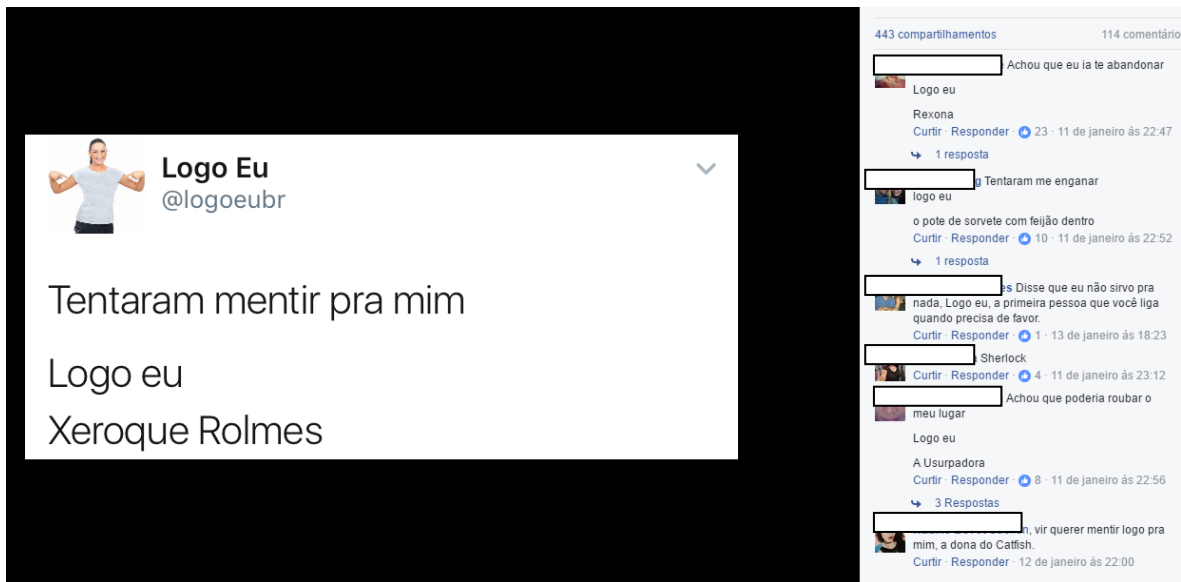 Logo Eu
@logoeubr
Tentaram mentir pra mim
Logo eu
Xeroque Rolmes
443 compartilhamentos 114 comentário
Achou que eu ia te abandonar
Logo eu
Rexona
Curtir · Responder · 23 · 11 de janeiro às 22:47
1 resposta
g Tentaram me enganar
logo eu
o pote de sorvete com feijão dentro
Curtir · Responder · 10 · 11 de janeiro às 22:52
1 resposta
es Disse que eu não sirvo pra
nada, Logo eu, a primeira pessoa que você liga
quando precisa de favor.
Curtir · Responder · 1 · 13 de janeiro às 18:23
Sherlock
Curtir · Responder · 4 · 11 de janeiro às 23:12
Achou que poderia roubar o
meu lugar
Logo eu
A Usurpadora
Curtir · Responder · 8 · 11 de janeiro às 22:56
3 Respostas
n, vir querer mentir logo pra
mim, a dona do Catfish.
Curtir · Responder · 12 de janeiro às 22:00